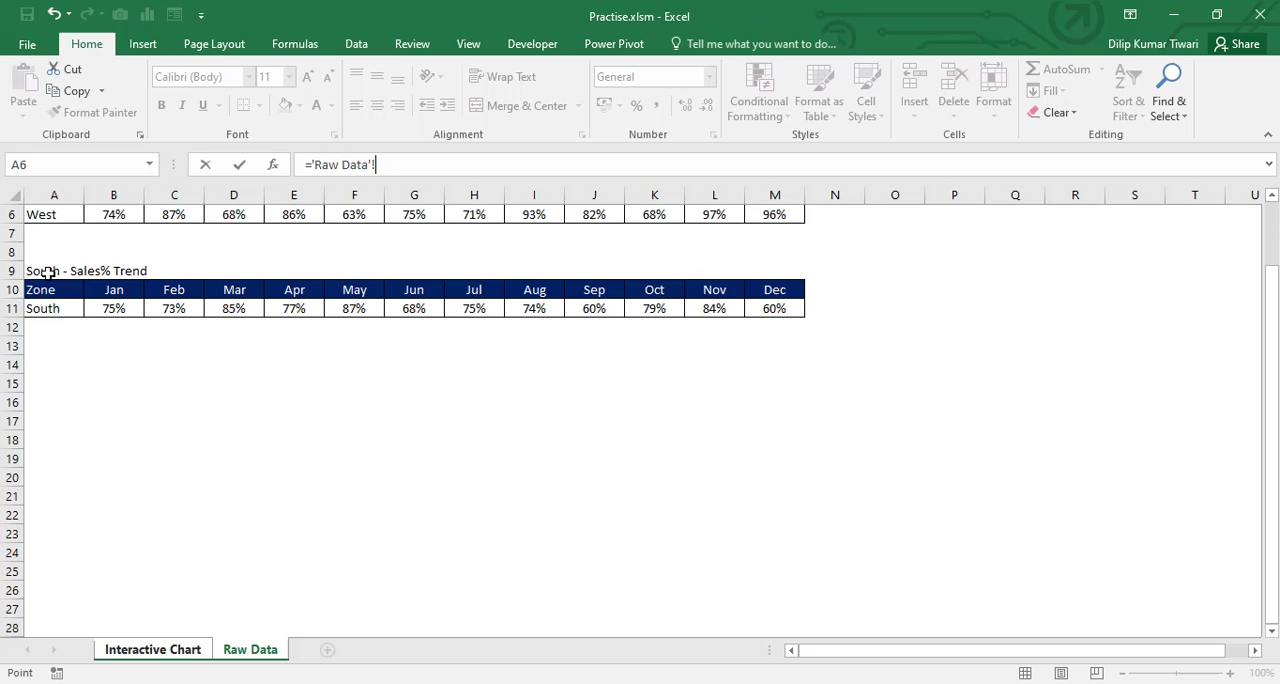 Practise.xlsm - Excel
File Home Insert Page Layout Formulas Data Review View Developer Power Pivot Tell me what you want to do... Dilip Kumar Tiwari Share
Paste Cut Copy Format Painter Clipboard
Calibri (Body) 11 B I U A Font
Wrap Text Merge & Center Alignment
General % , Number
Conditional Formatting Format as Table Cell Styles Styles
Insert Delete Format Cells
AutoSum Fill Clear Sort & Filter Find & Select Editing
A6 fx ='Raw Data'!
A B C D E F G H I J K L M N O P Q R S T U
6 West 74% 87% 68% 86% 63% 75% 71% 93% 82% 68% 97% 96%
7
8
9 South - Sales% Trend
10 Zone Jan Feb Mar Apr May Jun Jul Aug Sep Oct Nov Dec
11 South 75% 73% 85% 77% 87% 68% 75% 74% 60% 79% 84% 60%
12
13
14
15
16
17
18
19
20
21
22
23
24
25
26
27
28
Interactive Chart Raw Data
Point 100%